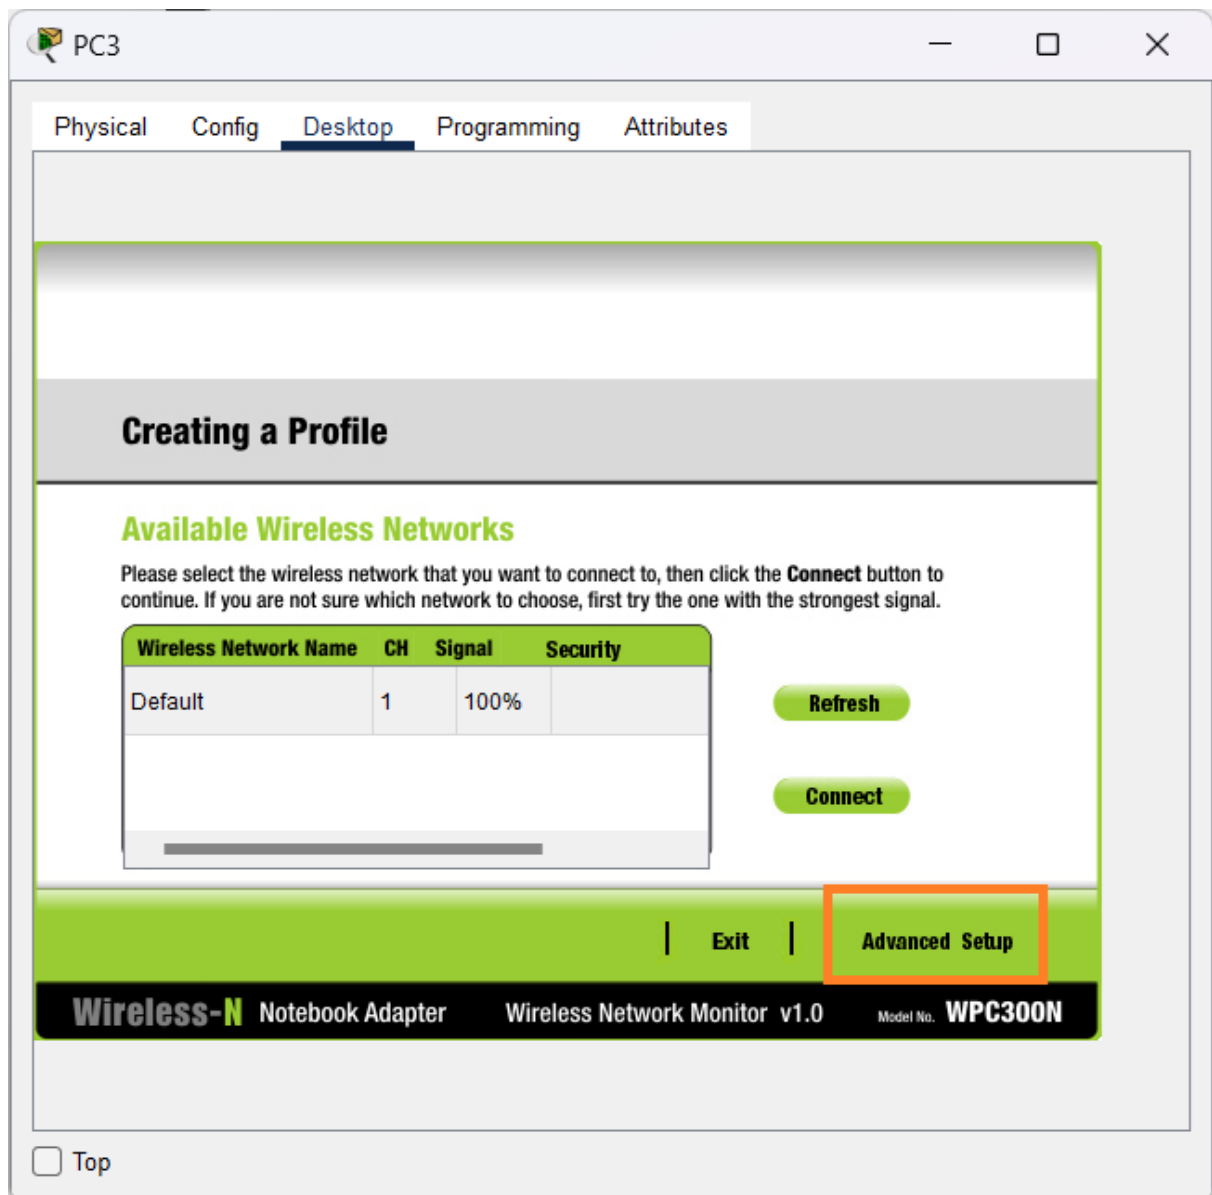 PC3
Physical Config Desktop Programming Attributes
Creating a Profile
Available Wireless Networks
Please select the wireless network that you want to connect to, then click the Connect button to
continue. If you are not sure which network to choose, first try the one with the strongest signal.
Wireless Network Name CH Signal Security
Default 1 100%
Refresh
Connect
Exit
Advanced Setup
Wireless-N Notebook Adapter Wireless Network Monitor v1.0 Model No. WPC300N
Top